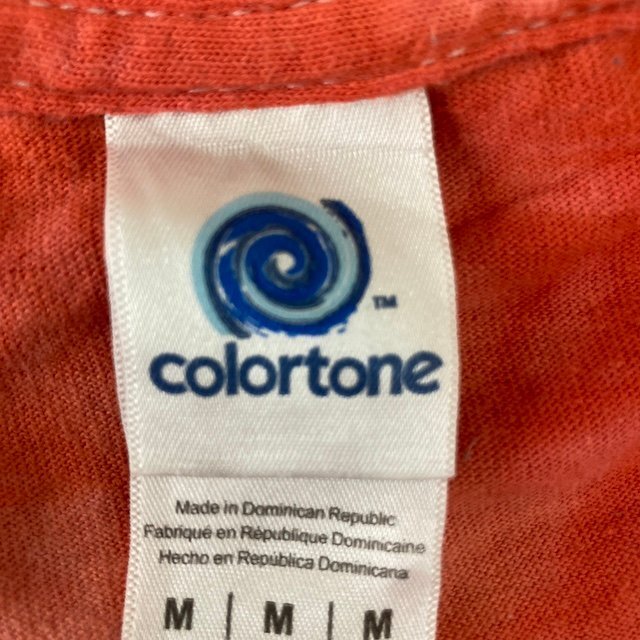 TM
colortone
Made in Dominican Republic
Fabriqué en République Dominicaine
Hecho en República Dominicana
M | M | M